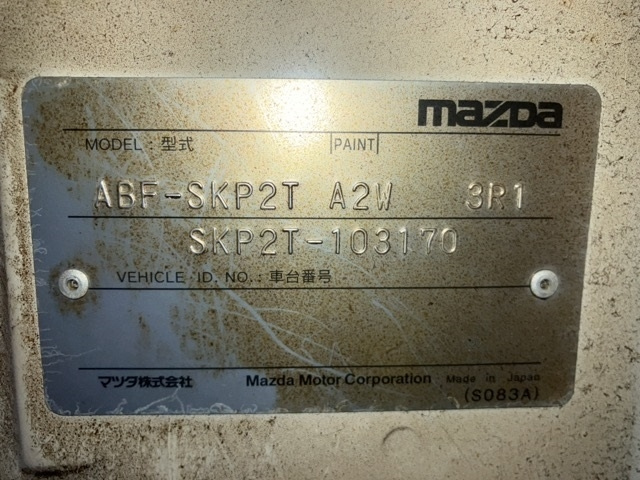 mazda
MODEL : 型式 PAINT
ABF-SKP2T A2W 3R1
SKP2T-103170
VEHICLE ID. NO. : 車台番号
マツダ株式会社 Mazda Motor Corporation Made in Japan
(S083A)